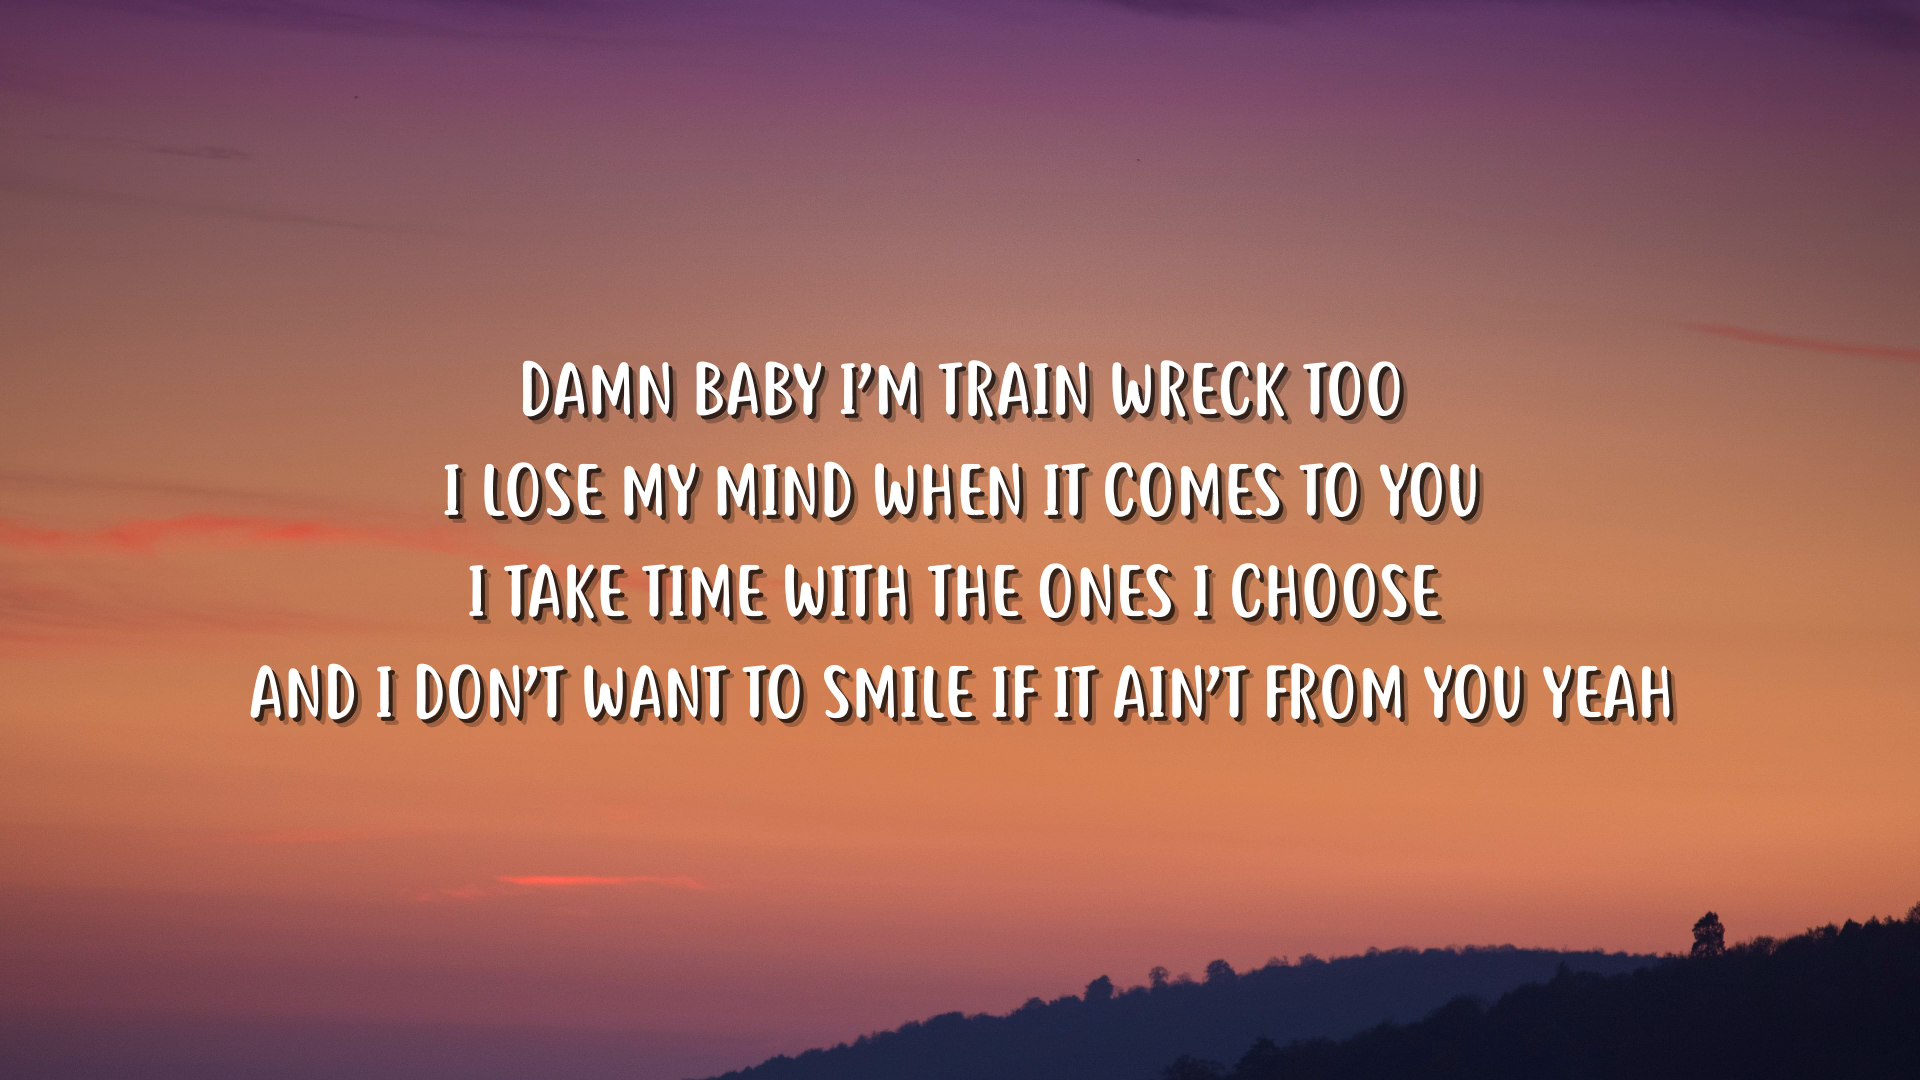 DAMN BABY I'M TRAIN WRECK TOO
I LOSE MY MIND WHEN IT COMES TO YOU
I TAKE TIME WITH THE ONES I CHOOSE
AND I DON'T WANT TO SMILE IF IT AIN'T FROM YOU YEAH